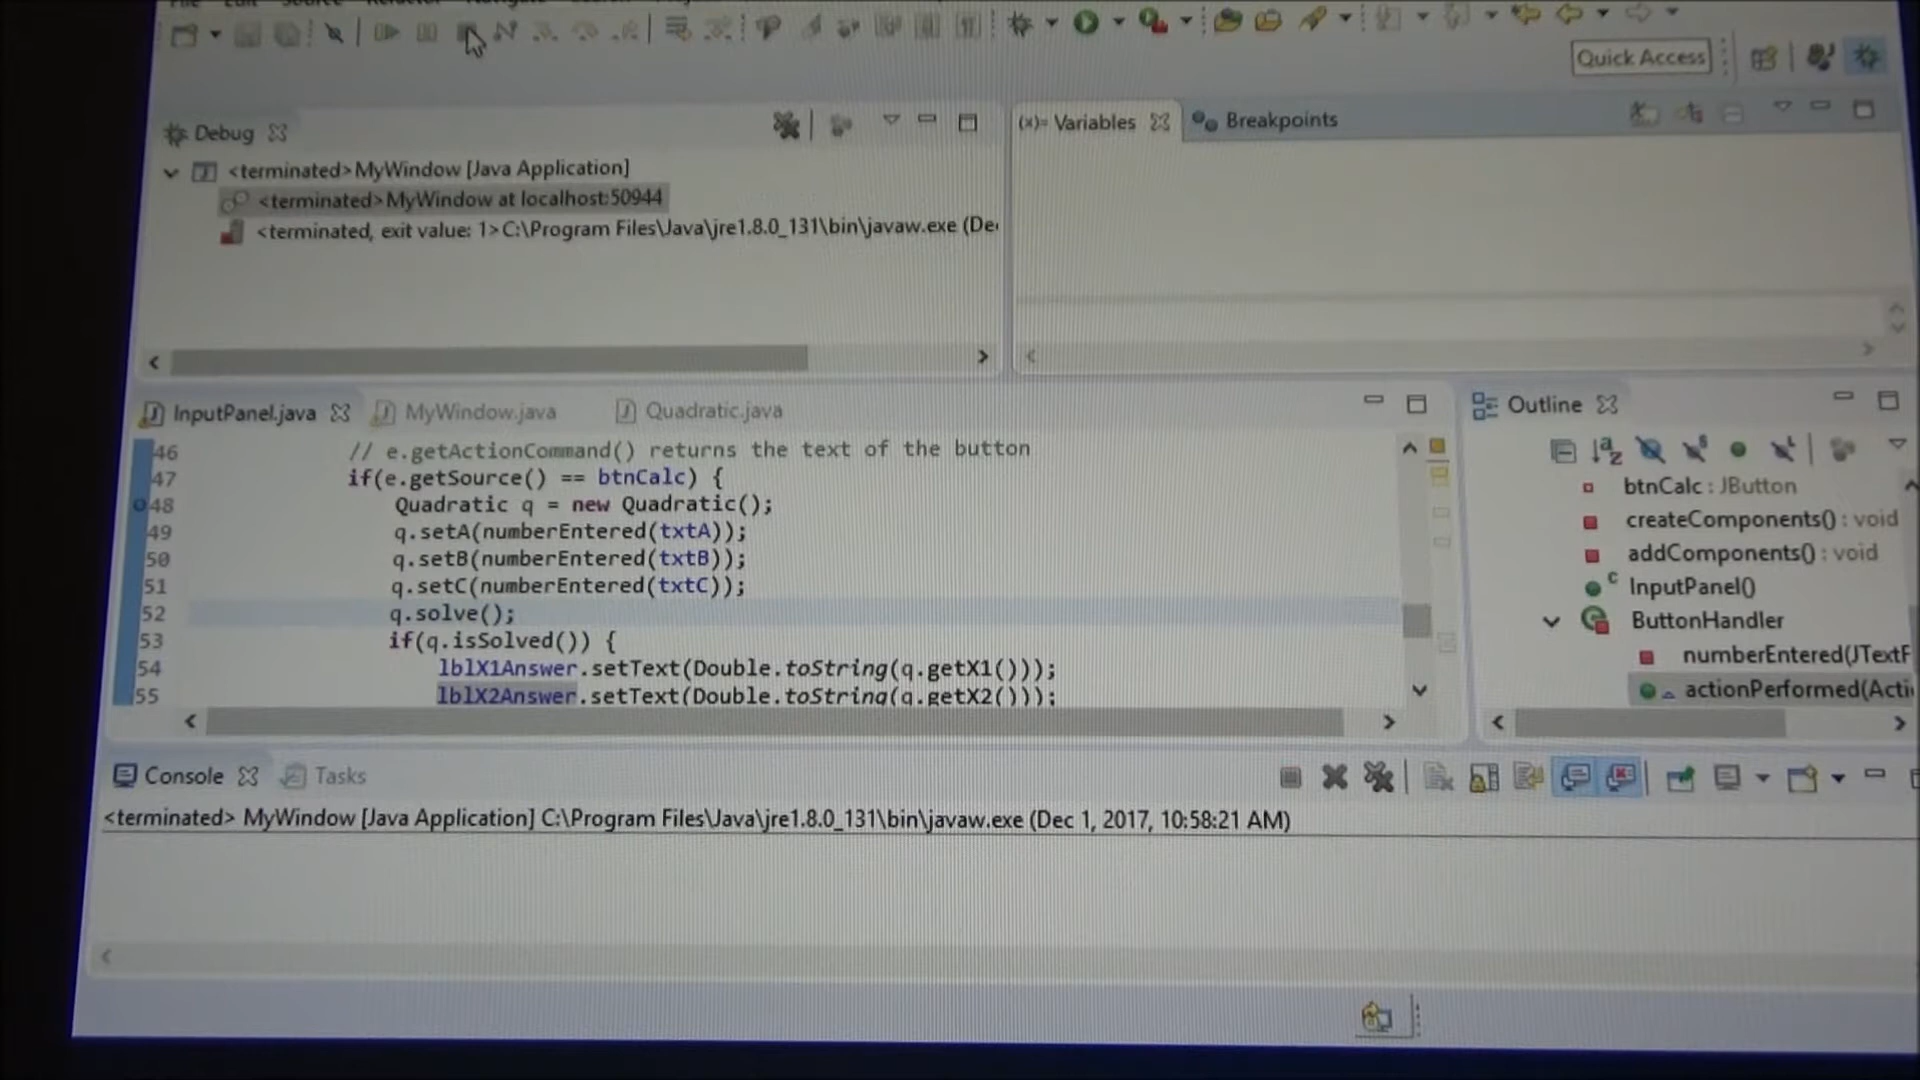 Quick Access
Debug
<terminated>MyWindow [Java Application]
<terminated>MyWindow at localhost:50944
<terminated, exit value: 1>C:\Program Files\Java\jre1.8.0_131\bin\javaw.exe (De
(x)= Variables
Breakpoints
InputPanel.java
MyWindow.java
Quadratic.java
46 // e.getActionCommand() returns the text of the button
47 if(e.getSource() == btnCalc) {
48 Quadratic q = new Quadratic();
49 q.setA(numberEntered(txtA));
50 q.setB(numberEntered(txtB));
51 q.setC(numberEntered(txtC));
52 q.solve();
53 if(q.isSolved()) {
54 lblX1Answer.setText(Double.toString(q.getX1()));
55 lblX2Answer.setText(Double.toString(q.getX2()));
Outline
btnCalc : JButton
createComponents() : void
addComponents() : void
InputPanel()
ButtonHandler
numberEntered(JTextF
actionPerformed(Acti
Console
Tasks
<terminated> MyWindow [Java Application] C:\Program Files\Java\jre1.8.0_131\bin\javaw.exe (Dec 1, 2017, 10:58:21 AM)